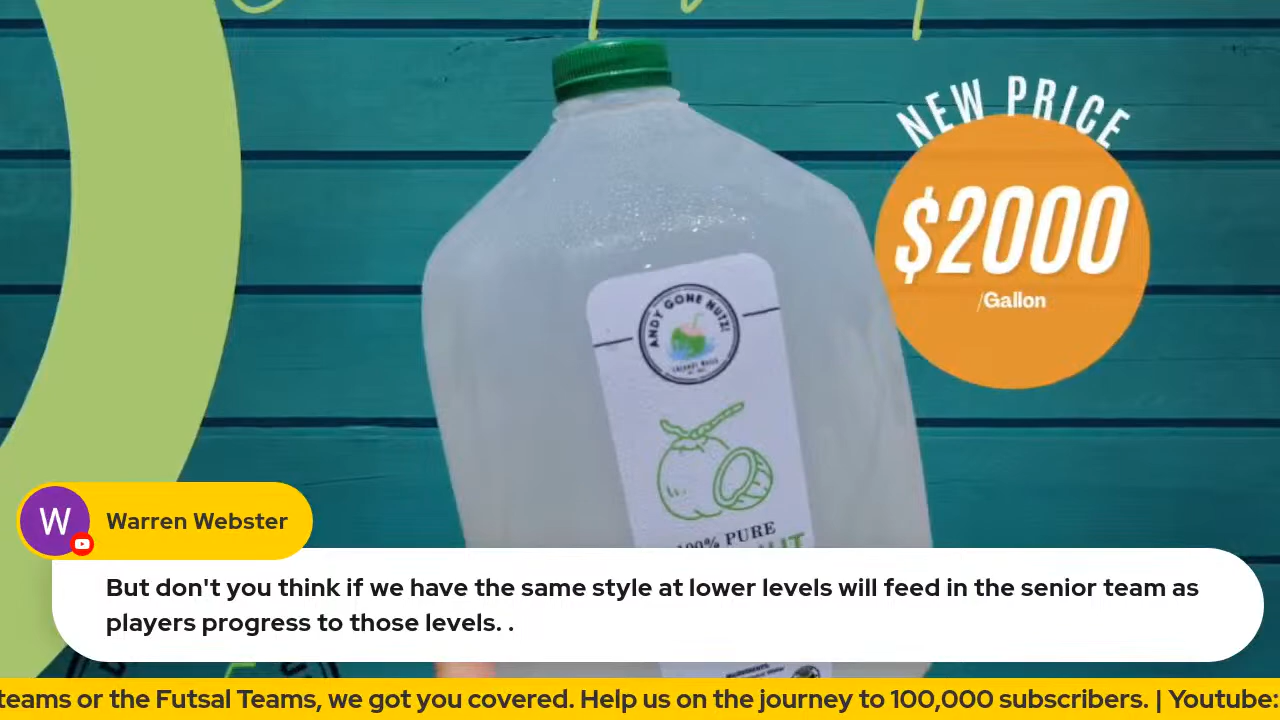 NEW PRICE
$2000
/Gallon
ANDY GONE NUTZ!
COCONUT WATER
100% PURE
Warren Webster
But don't you think if we have the same style at lower levels will feed in the senior team as
players progress to those levels. .
teams or the Futsal Teams, we got you covered. Help us on the journey to 100,000 subscribers. | Youtube: